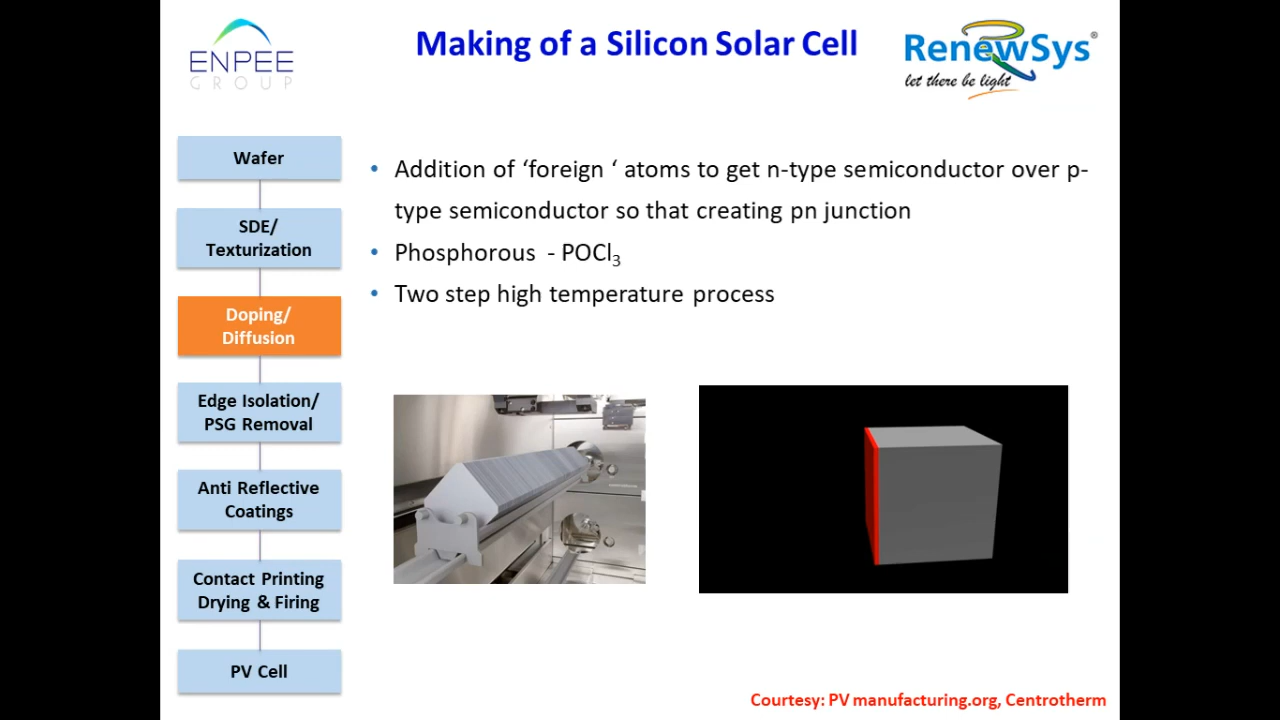 ENPEE
GROUP
Making of a Silicon Solar Cell
RenewSys®
let there be light
Wafer
SDE/
Texturization
Doping/
Diffusion
Edge Isolation/
PSG Removal
Anti Reflective
Coatings
Contact Printing
Drying & Firing
PV Cell
• Addition of ‘foreign ‘ atoms to get n-type semiconductor over p-
type semiconductor so that creating pn junction
• Phosphorous - POCl₃
• Two step high temperature process
Courtesy: PV manufacturing.org, Centrotherm